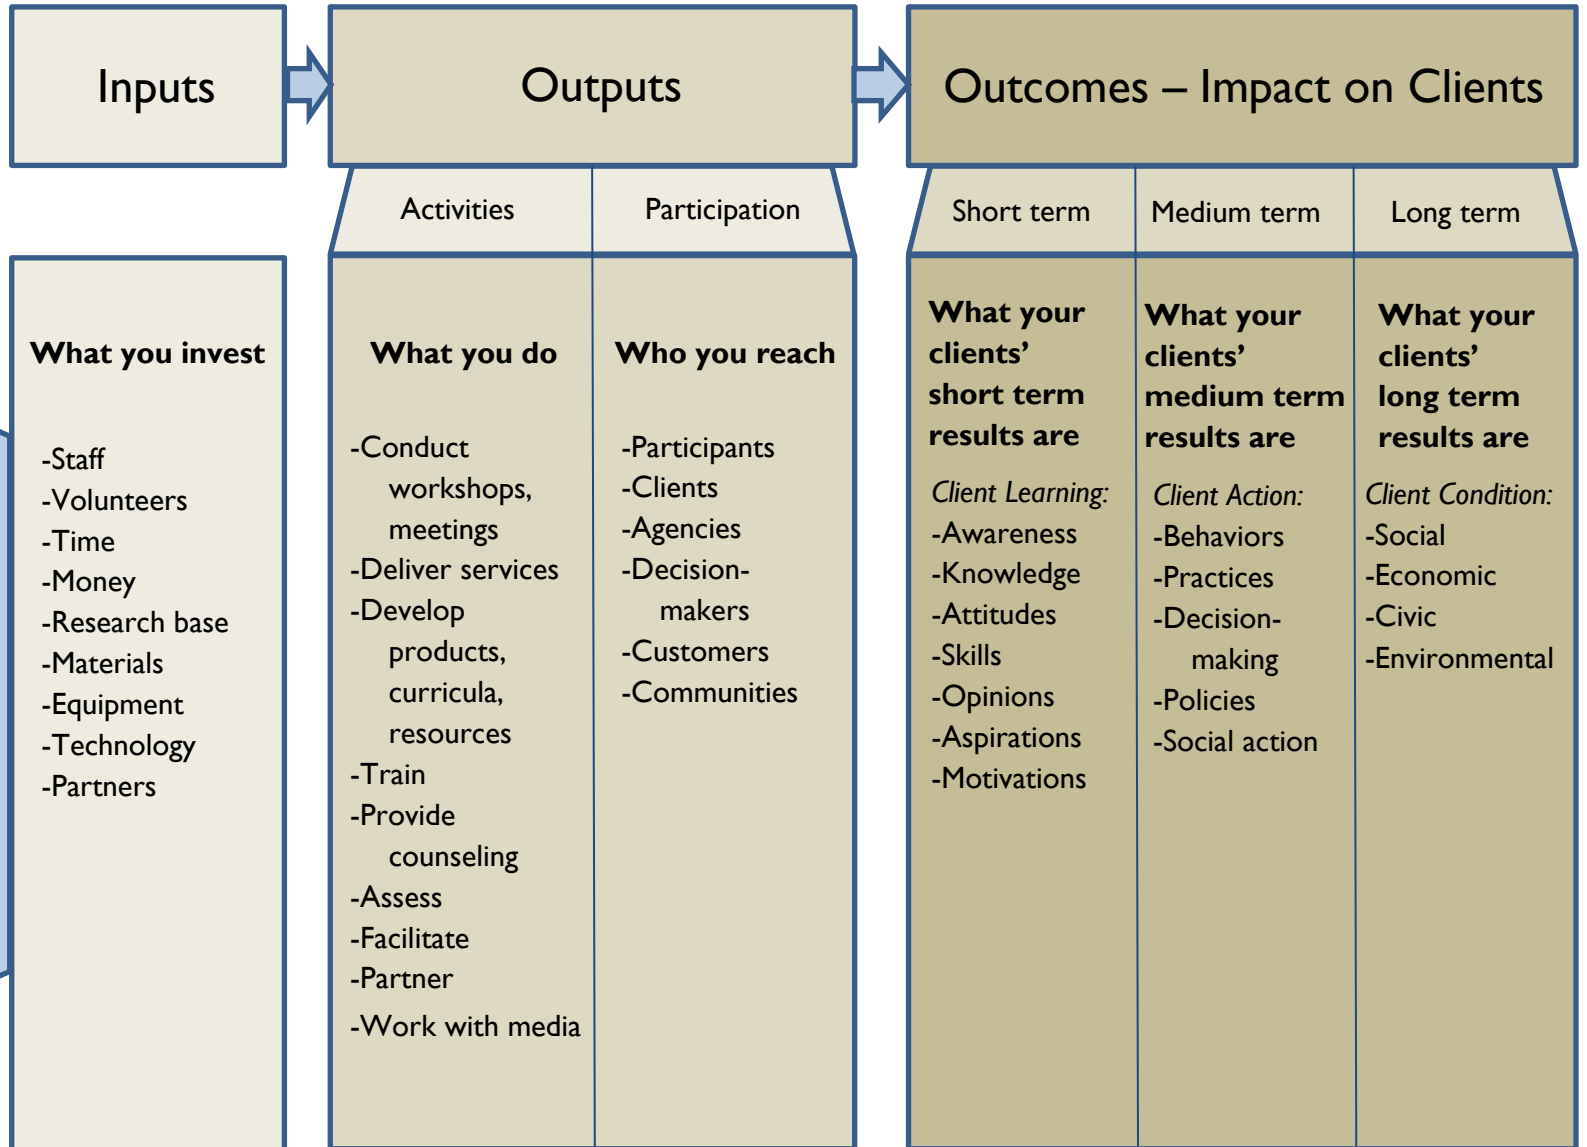 Inputs
Outputs
Outcomes – Impact on Clients
Activities
Participation
Short term
Medium term
Long term
What you invest
-Staff
-Volunteers
-Time
-Money
-Research base
-Materials
-Equipment
-Technology
-Partners
What you do
-Conduct
workshops,
meetings
-Deliver services
-Develop
products,
curricula,
resources
-Train
-Provide
counseling
-Assess
-Facilitate
-Partner
-Work with media
Who you reach
-Participants
-Clients
-Agencies
-Decision-
makers
-Customers
-Communities
What your
clients’
short term
results are
Client Learning:
-Awareness
-Knowledge
-Attitudes
-Skills
-Opinions
-Aspirations
-Motivations
What your
clients’
medium term
results are
Client Action:
-Behaviors
-Practices
-Decision-
making
-Policies
-Social action
What your
clients’
long term
results are
Client Condition:
-Social
-Economic
-Civic
-Environmental